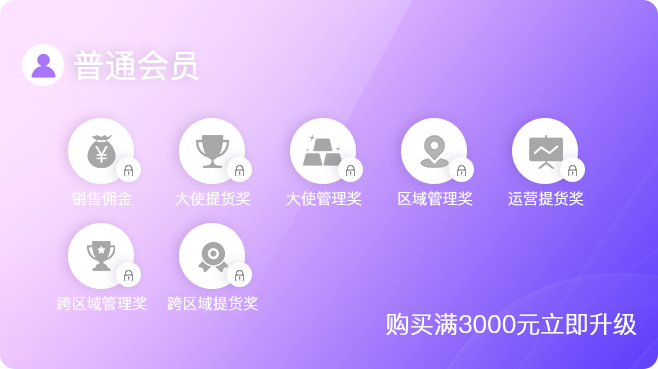 普通会员
销售佣金
大使提货奖
大使管理奖
区域管理奖
运营提货奖
跨区域管理奖
跨区域提货奖
购买满3000元立即升级